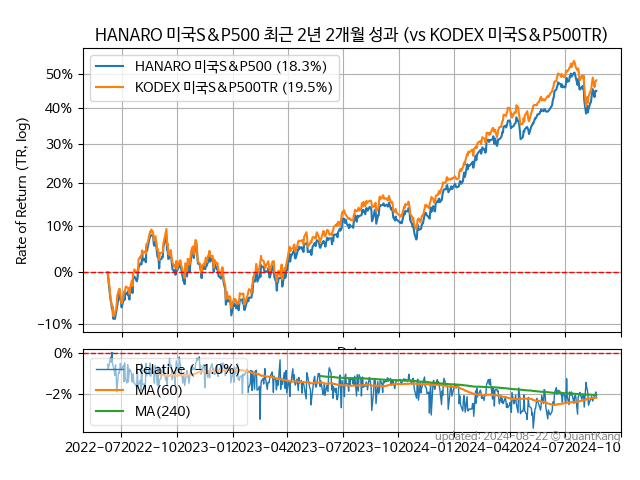 HANARO 미국S&P500 최근 2년 2개월 성과 (vs KODEX 미국S&P500TR)
HANARO 미국S&P500 (18.3%)
KODEX 미국S&P500TR (19.5%)
Rate of Return (TR, log)
50%
40%
30%
20%
10%
0%
−10%
0%
−2%
Relative (−1.0%)
MA(60)
MA(240)
updated: 2024-08-22 © QuantKang
2022-07 2022-10 2023-01 2023-04 2023-07 2023-10 2024-01 2024-04 2024-07 2024-10